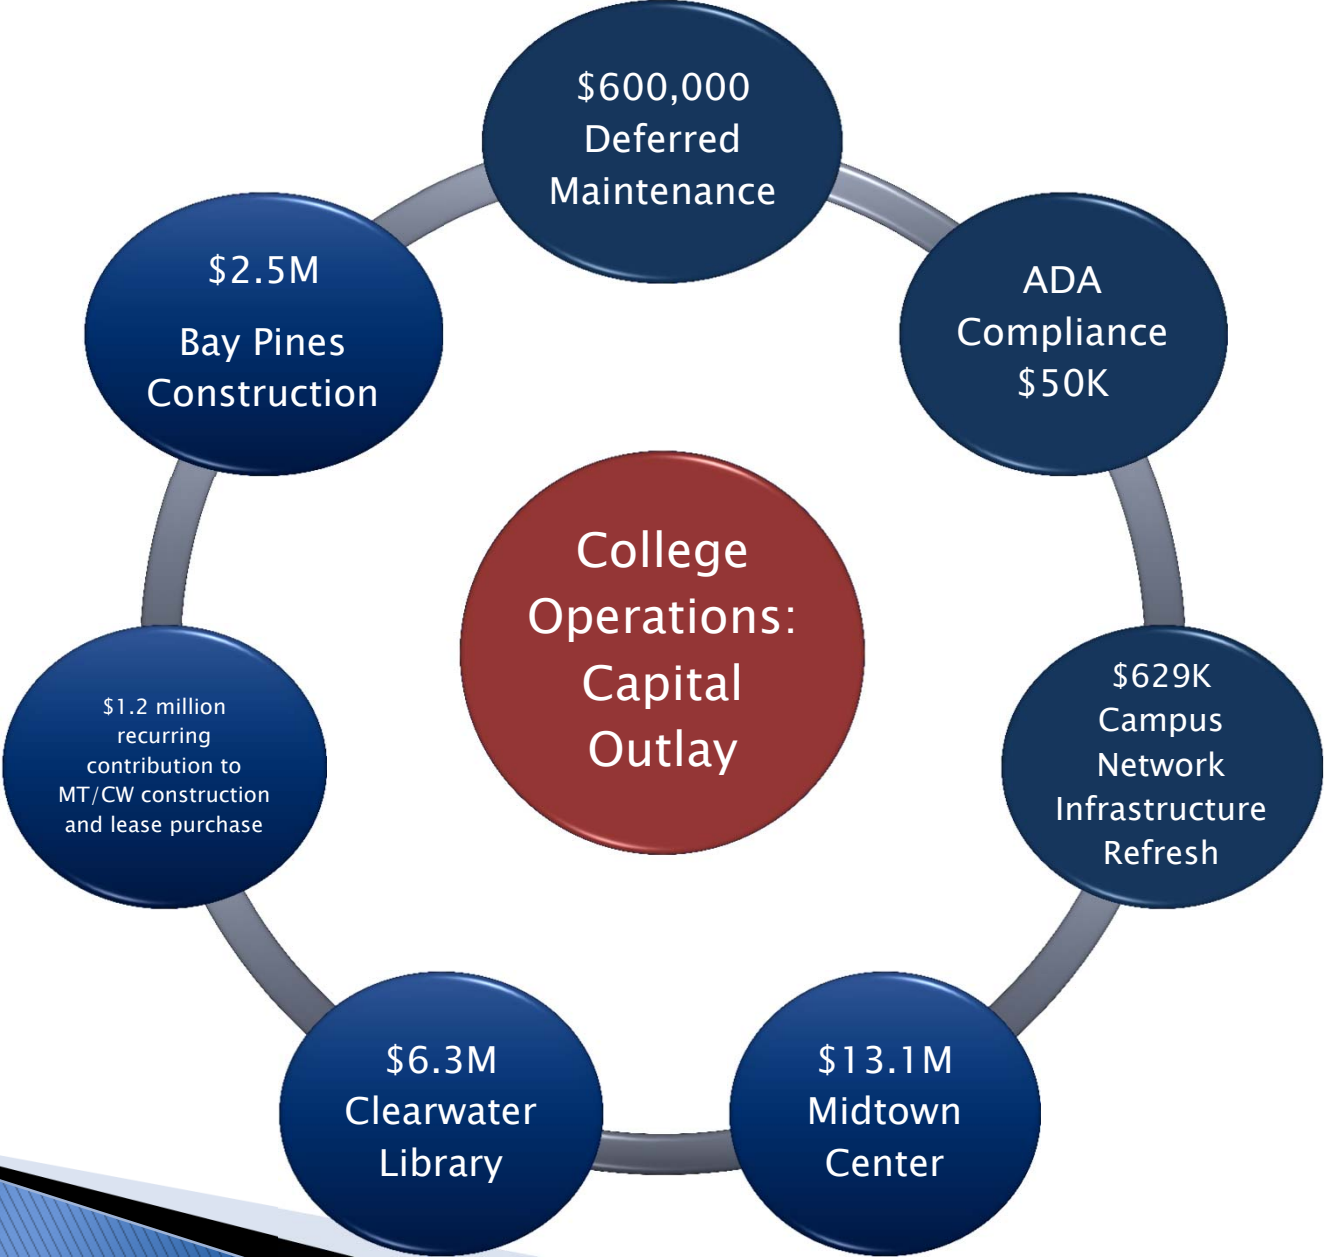 $600,000
Deferred
Maintenance
ADA
Compliance
$50K
$629K
Campus
Network
Infrastructure
Refresh
$13.1M
Midtown
Center
$6.3M
Clearwater
Library
$1.2 million
recurring
contribution to
MT/CW construction
and lease purchase
$2.5M
Bay Pines
Construction
College
Operations:
Capital
Outlay